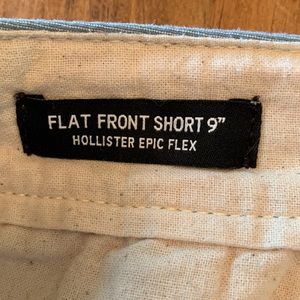 FLAT FRONT SHORT 9”
HOLLISTER EPIC FLEX